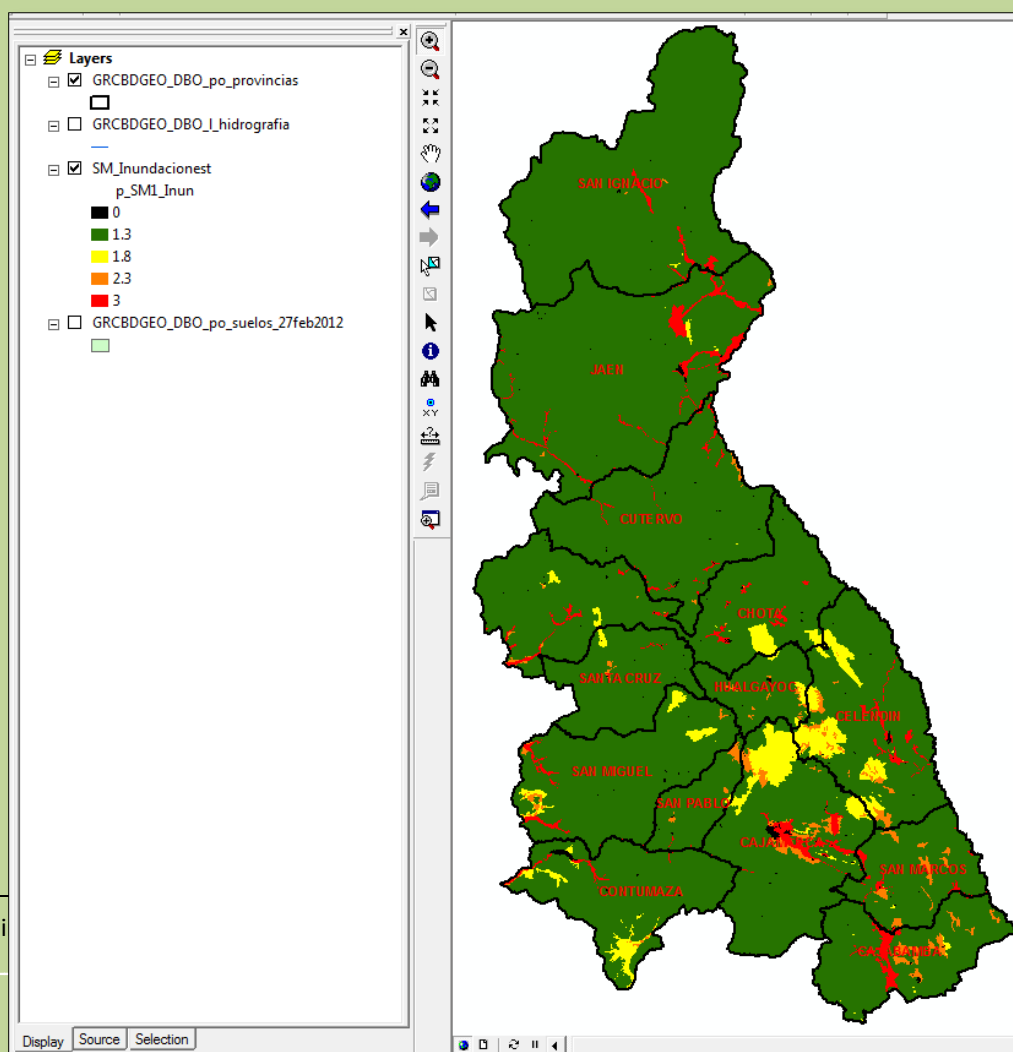 Layers
GRCBDGEO_DBO_po_provincias
GRCBDGEO_DBO_l_hidrografia
SM_Inundacionest
p_SM1_Inun
0
1.3
1.8
2.3
3
GRCBDGEO_DBO_po_suelos_27feb2012
Display Source Selection
XY
SAN IGNACIO
JAEN
CUTERVO
CHOTA
SANTA CRUZ
HUALGAYOC
CELENDIN
SAN MIGUEL
SAN PABLO
CAJAMARCA
SAN MARCOS
CONTUMAZA
CAJABAMBA
i